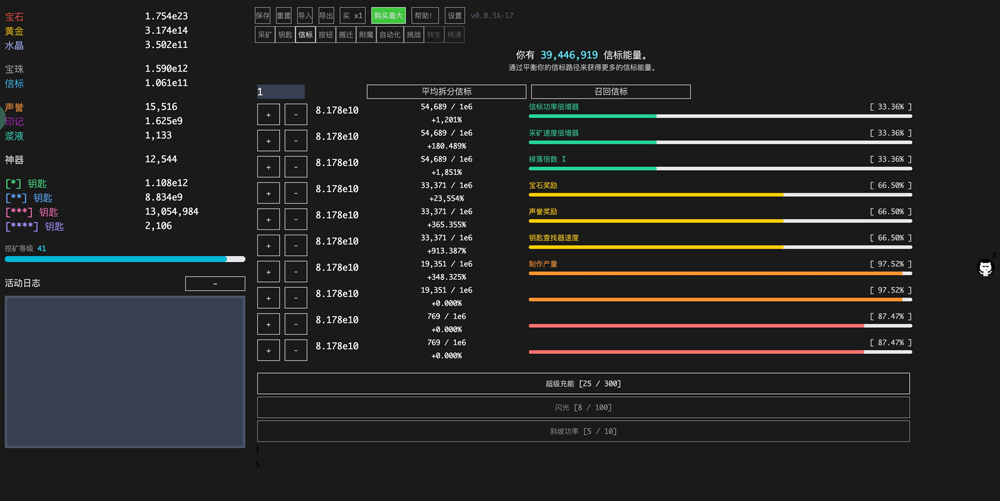 宝石 1.754e23
黄金 3.174e14
水晶 3.502e11
宝珠 1.590e12
信标 1.061e11
声誉 15,516
印记 1.625e9
浆液 1,133
神器 12,544
[*] 钥匙 1.108e12
[**] 钥匙 8.834e9
[***] 钥匙 13,054,984
[****] 钥匙 2,106
挖矿等级 41
活动日志 -
保存 重置 导入 导出 买 x1 购买最大 帮助! 设置 v0.0.3A-17
采矿 钥匙 信标 按钮 搬迁 附魔 自动化 挑战 转生 精通
你有 39,446,919 信标能量。
通过平衡你的信标路径来获得更多的信标能量。
1 平均拆分信标 召回信标
+ - 8.178e10 54,689 / 1e6 信标功率倍增器 [ 33.36% ]
+1,201%
+ - 8.178e10 54,689 / 1e6 采矿速度倍增器 [ 33.36% ]
+180.489%
+ - 8.178e10 54,689 / 1e6 掉落倍数 I [ 33.36% ]
+1,851%
+ - 8.178e10 33,371 / 1e6 宝石奖励 [ 66.50% ]
+23,554%
+ - 8.178e10 33,371 / 1e6 声誉奖励 [ 66.50% ]
+365.355%
+ - 8.178e10 33,371 / 1e6 钥匙查找器速度 [ 66.50% ]
+913.387%
+ - 8.178e10 19,351 / 1e6 制作产量 [ 97.52% ]
+348.325%
+ - 8.178e10 19,351 / 1e6 [ 97.52% ]
+0.000%
+ - 8.178e10 769 / 1e6 [ 87.47% ]
+0.000%
+ - 8.178e10 769 / 1e6 [ 87.47% ]
+0.000%
超级充能 [25 / 300]
闪光 [8 / 100]
斜坡功率 [5 / 10]